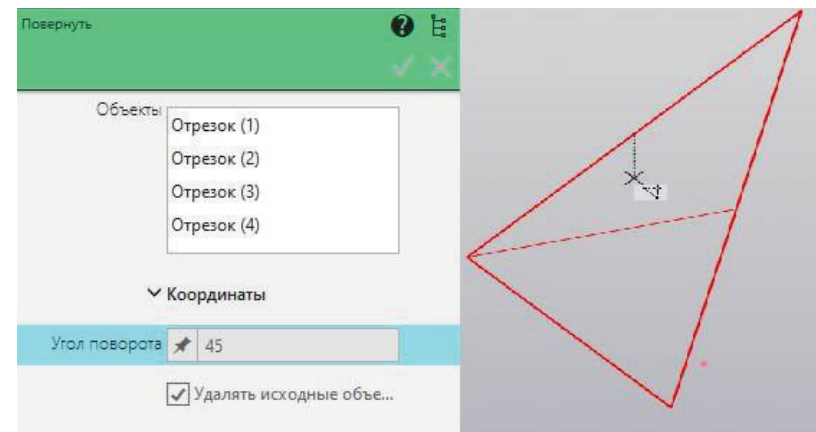 Повернуть
Объекты
Отрезок (1)
Отрезок (2)
Отрезок (3)
Отрезок (4)
Координаты
Угол поворота 45
Удалять исходные объе...